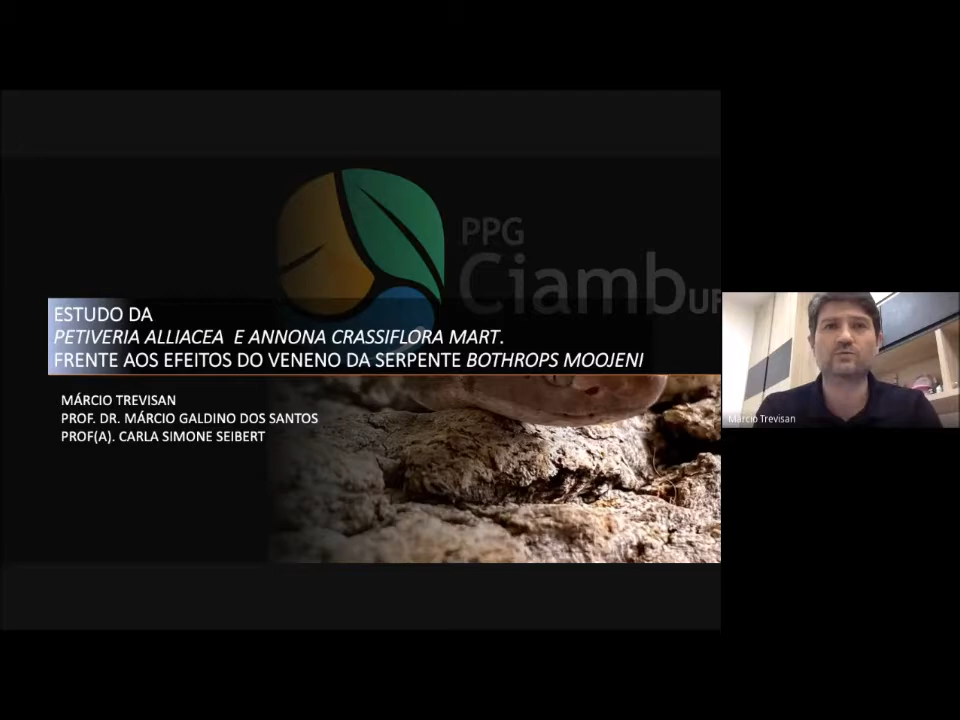 PPG
Ciamb
ESTUDO DA
PETIVERIA ALLIACEA E ANNONA CRASSIFLORA MART.
FRENTE AOS EFEITOS DO VENENO DA SERPENTE BOTHROPS MOOJENI
MÁRCIO TREVISAN
PROF. DR. MÁRCIO GALDINO DOS SANTOS
PROF(A). CARLA SIMONE SEIBERT
Márcio Trevisan